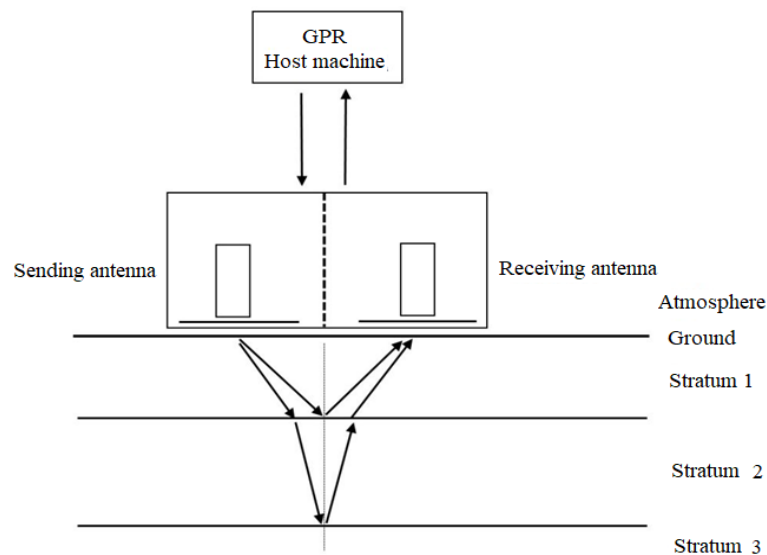 GPR
Host machine
Sending antenna
Receiving antenna
Atmosphere
Ground
Stratum 1
Stratum 2
Stratum 3